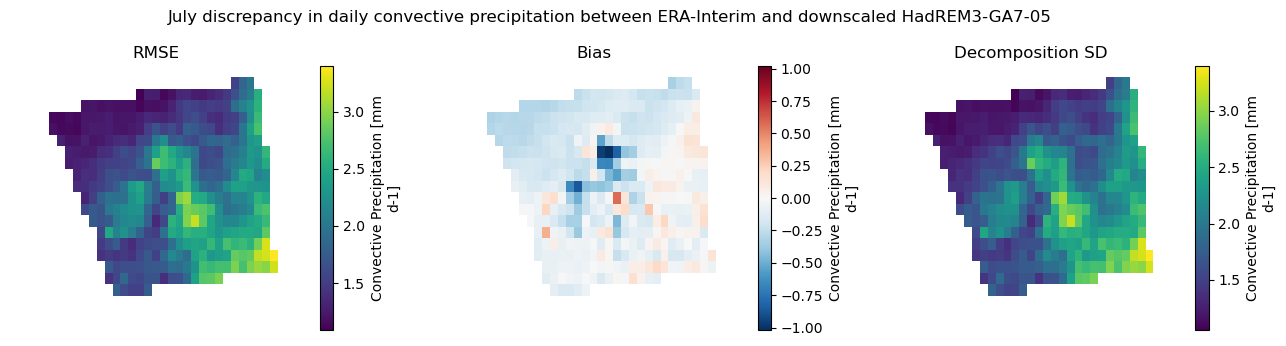 July discrepancy in daily convective precipitation between ERA-Interim and downscaled HadREM3-GA7-05
RMSE
3.0
2.5
2.0
1.5
Convective Precipitation [mm
d-1]
Bias
1.00
0.75
0.50
0.25
0.00
−0.25
−0.50
−0.75
−1.00
Convective Precipitation [mm
d-1]
Decomposition SD
3.0
2.5
2.0
1.5
Convective Precipitation [mm
d-1]